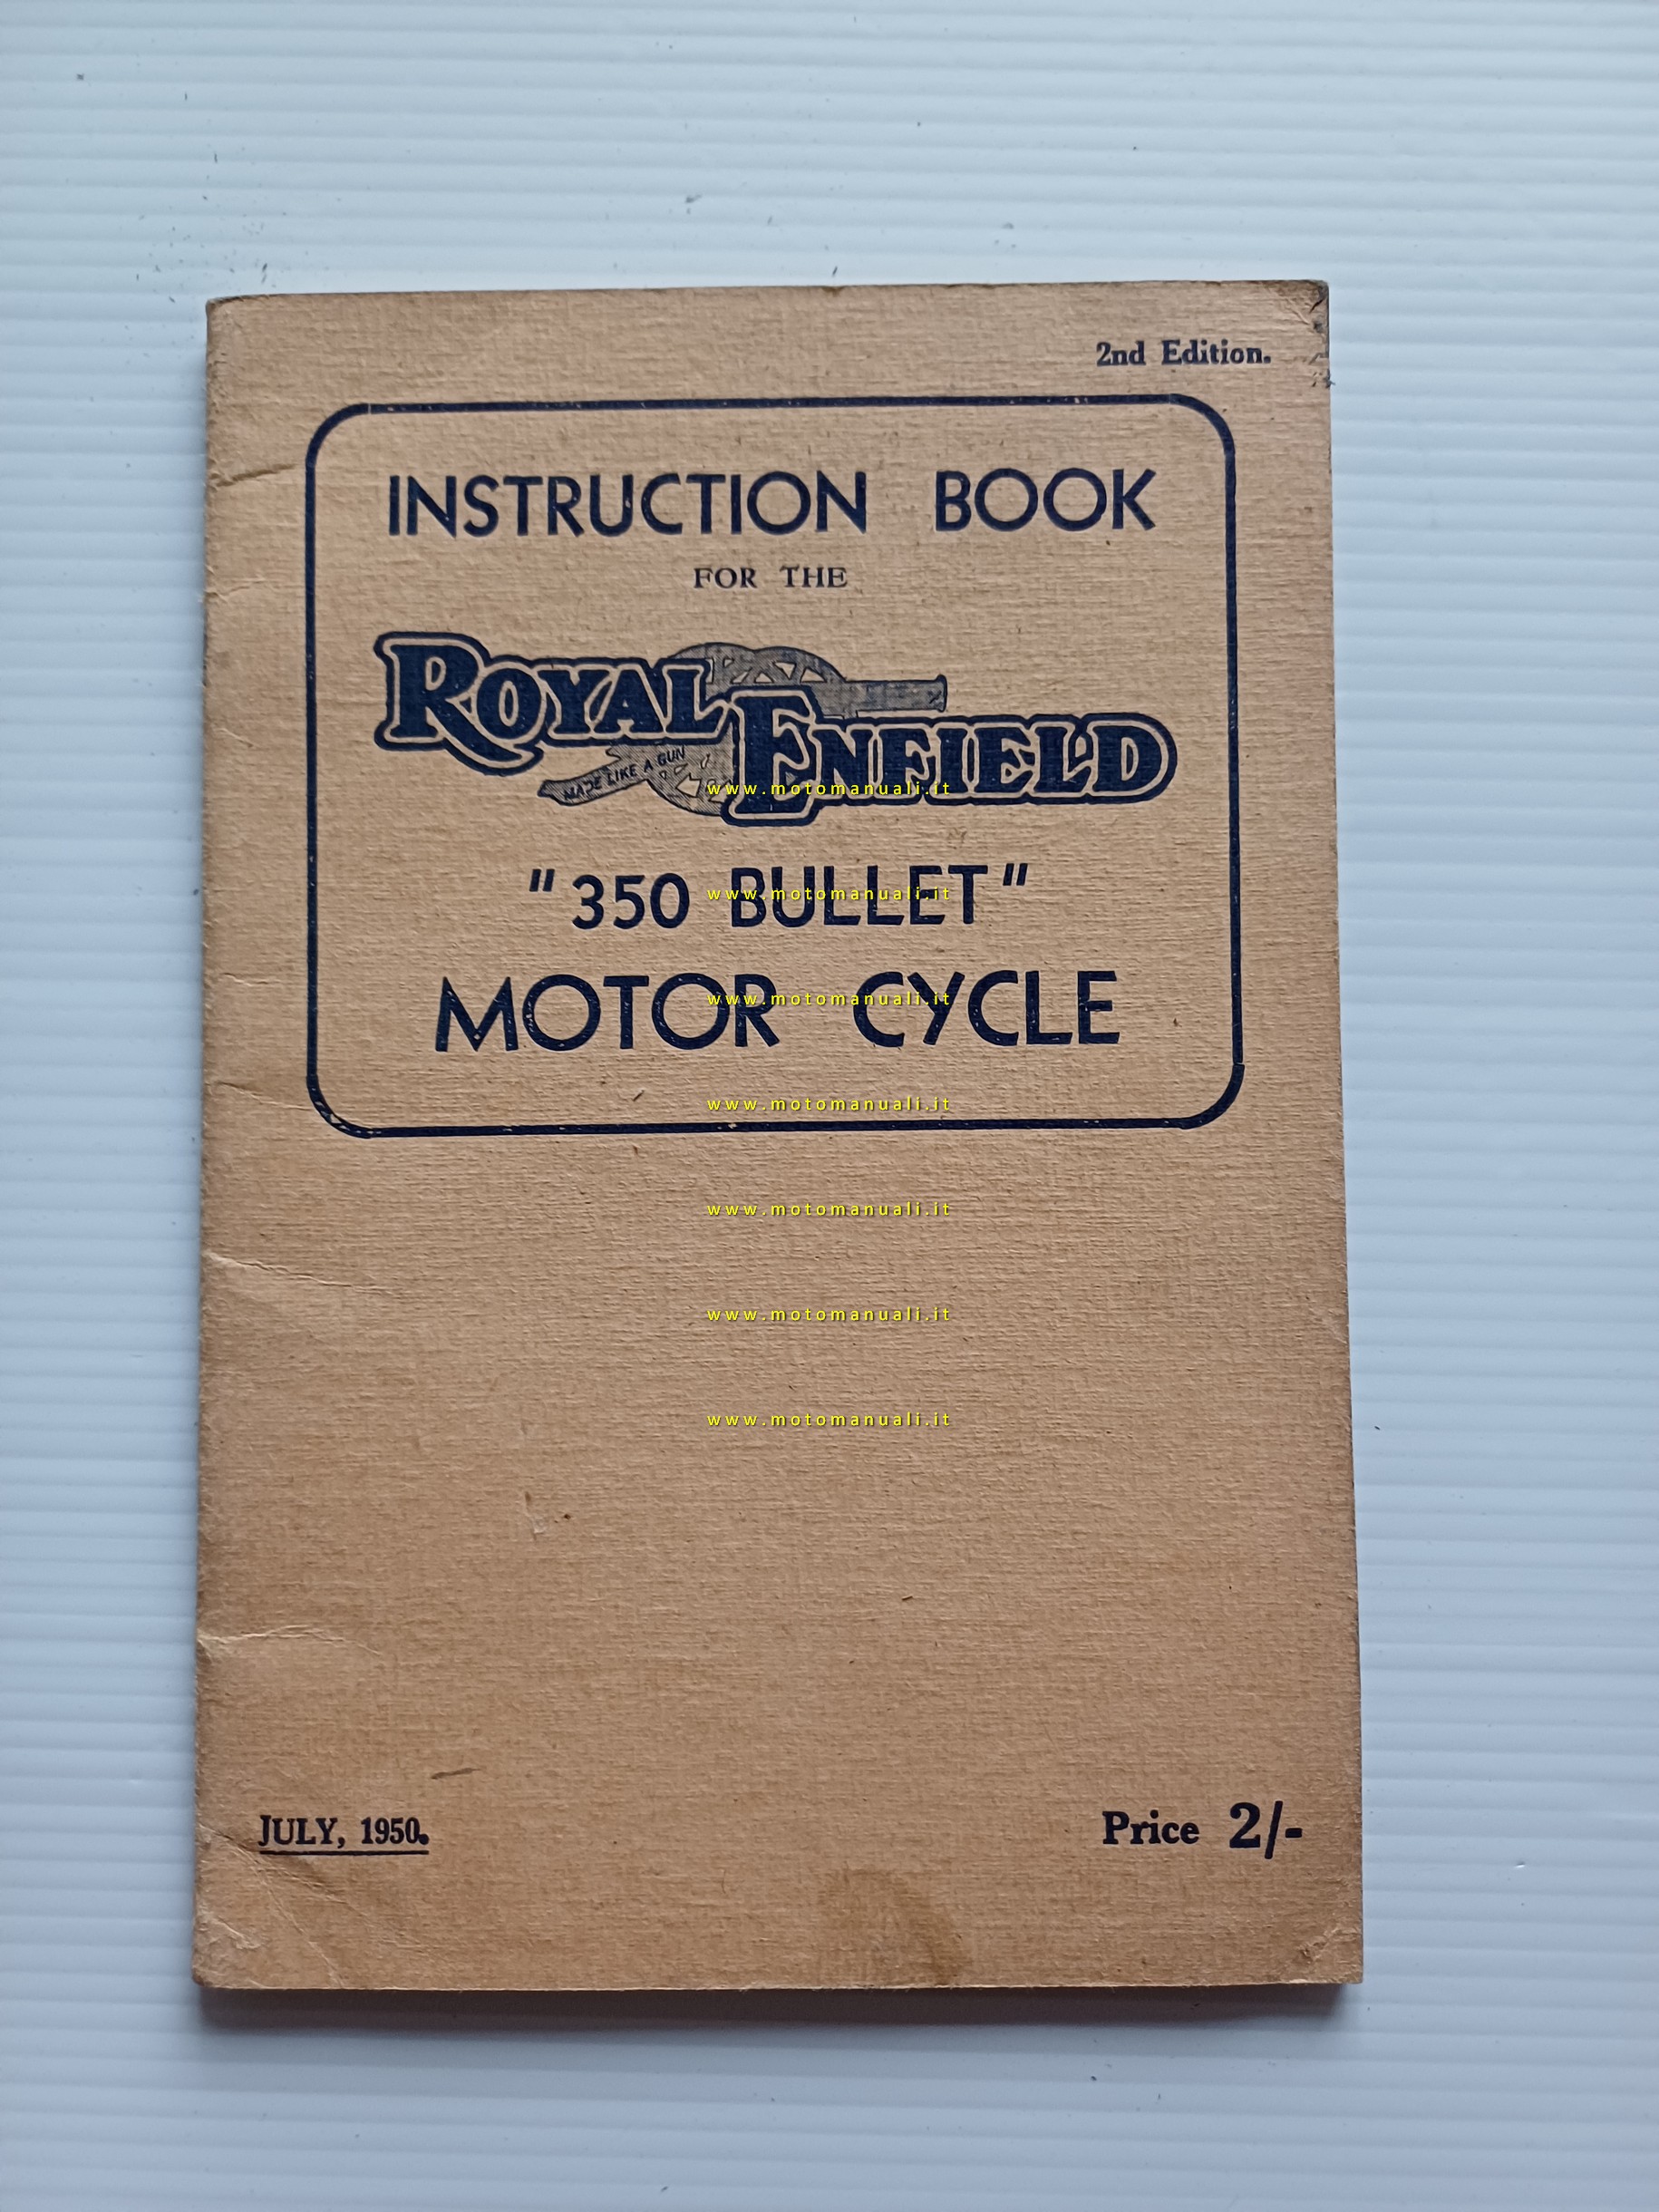 2nd Edition.
INSTRUCTION BOOK
FOR THE
ROYAL ENFIELD
MADE LIKE A GUN
www.motomanuali.it
"350 BULLET"
www.motomanuali.it
MOTOR CYCLE
www.motomanuali.it
www.motomanuali.it
www.motomanuali.it
www.motomanuali.it
www.motomanuali.it
JULY, 1950.
Price 2/-